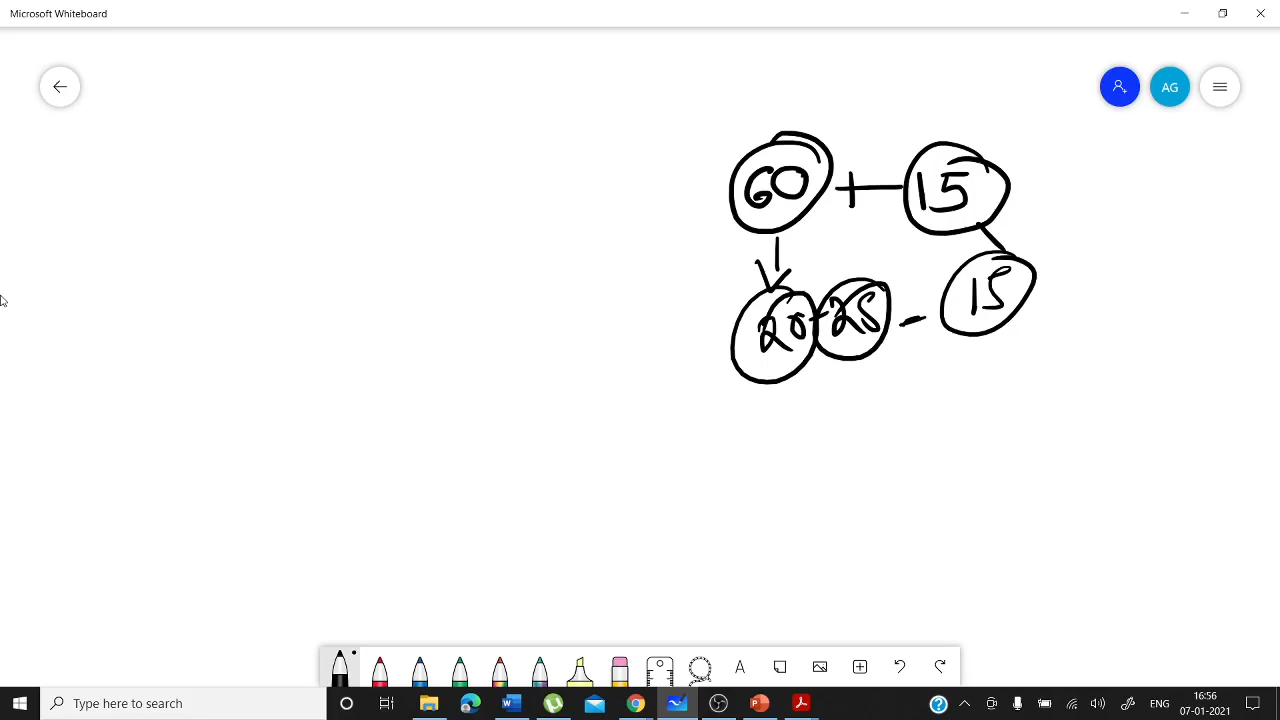 Microsoft Whiteboard
AG
60 + 15
20 - 25 - 15
A
Type here to search
ENG
16:56
07-01-2021